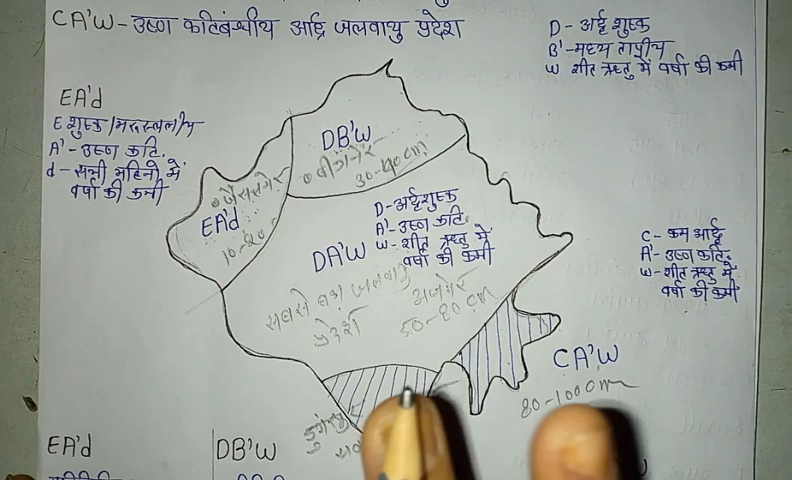 CA'W - उष्ण कटिबंधीय आर्द्र जलवायु प्रदेश
D - अर्द्ध शुष्क
B' - मध्य तापीय
W शीत ऋतु में वर्षा की कमी
EA'd
E शुष्क/मरूस्थलीय
A' - उष्ण कटि.
d - सभी महिनो में
वर्षा की कमी
DB'W
बीकानेर
30-40 cm
जैसलमेर
EA'd
10-20
D - अर्द्धशुष्क
A' - उष्ण कटि.
W - शीत ऋतु में
वर्षा की कमी
DA'W
सबसे बड़ा जलवायु
प्रदेश
अजमेर
50-80 cm
C - कम आर्द्र
A' - उष्ण कटि.
W - शीत ऋतु में
वर्षा की कमी
CA'W
80-100 cm
EA'd
DB'W